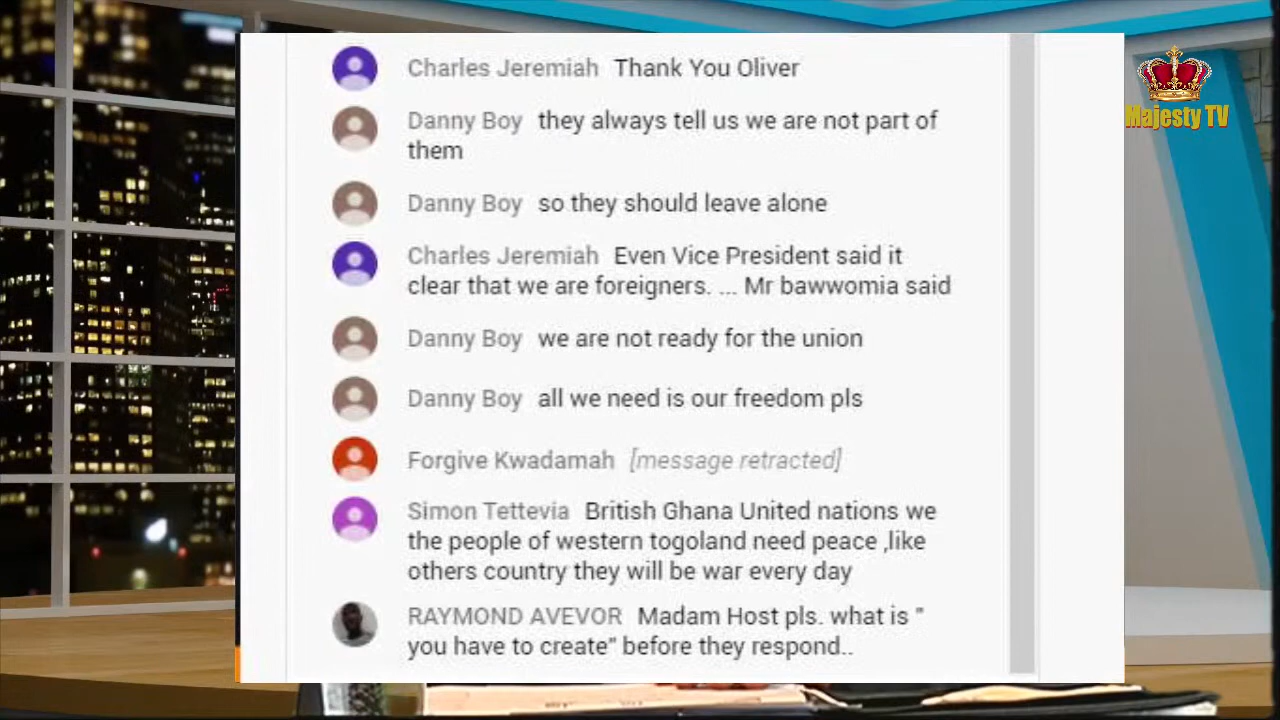 Charles Jeremiah Thank You Oliver
Danny Boy they always tell us we are not part of
them
Danny Boy so they should leave alone
Charles Jeremiah Even Vice President said it
clear that we are foreigners. ... Mr bawwomia said
Danny Boy we are not ready for the union
Danny Boy all we need is our freedom pls
Forgive Kwadamah [message retracted]
Simon Tettevia British Ghana United nations we
the people of western togoland need peace ,like
others country they will be war every day
RAYMOND AVEVOR Madam Host pls. what is "
you have to create" before they respond..
Majesty TV